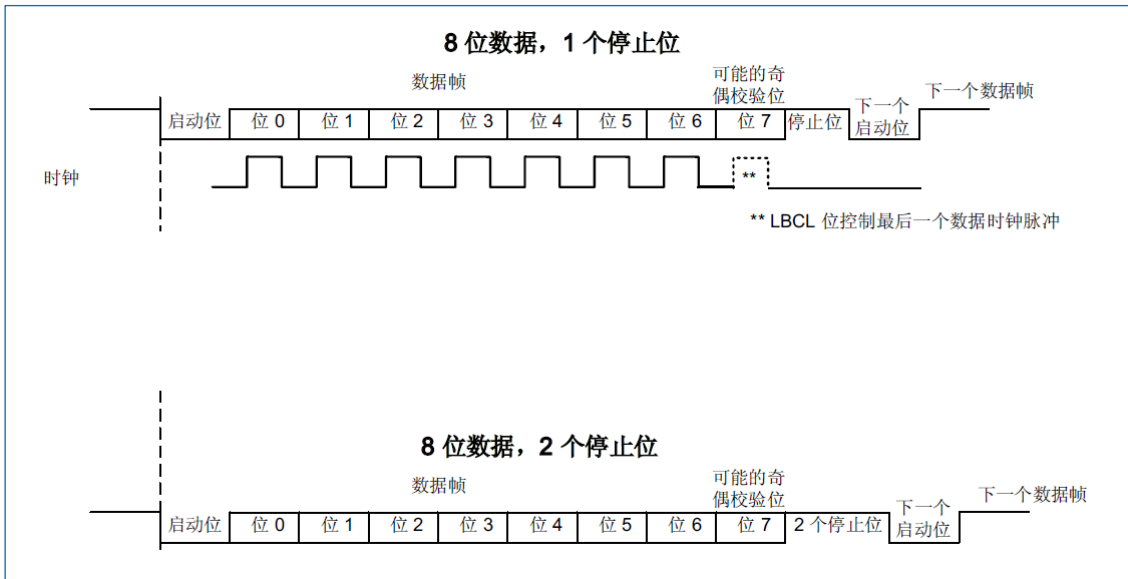 8 位数据，1 个停止位
数据帧
可能的奇
偶校验位
下一个数据帧
启动位 位 0 位 1 位 2 位 3 位 4 位 5 位 6 位 7 停止位 下一个
启动位
时钟
**
** LBCL 位控制最后一个数据时钟脉冲
8 位数据，2 个停止位
数据帧
可能的奇
偶校验位
下一个数据帧
启动位 位 0 位 1 位 2 位 3 位 4 位 5 位 6 位 7 2 个停止位 下一个
启动位